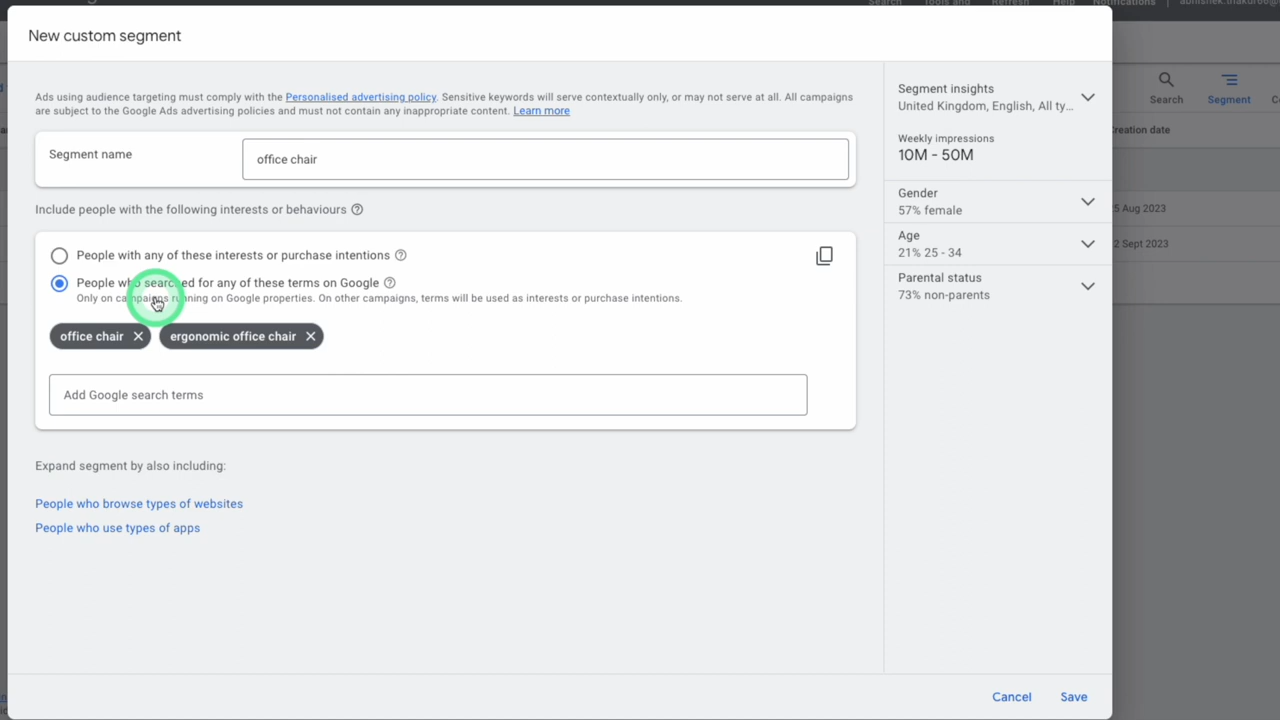 Search Tools and Refresh Help Notifications
New custom segment
Ads using audience targeting must comply with the Personalised advertising policy. Sensitive keywords will serve contextually only, or may not serve at all. All campaigns
are subject to the Google Ads advertising policies and must not contain any inappropriate content. Learn more
Segment name
office chair
Include people with the following interests or behaviours
People with any of these interests or purchase intentions
People who searched for any of these terms on Google
Only on campaigns running on Google properties. On other campaigns, terms will be used as interests or purchase intentions.
office chair
ergonomic office chair
Add Google search terms
Expand segment by also including:
People who browse types of websites
People who use types of apps
Segment insights
United Kingdom, English, All ty...
Weekly impressions
10M - 50M
Gender
57% female
Age
21% 25 - 34
Parental status
73% non-parents
Cancel
Save
Search
Segment
Creation date
5 Aug 2023
2 Sept 2023